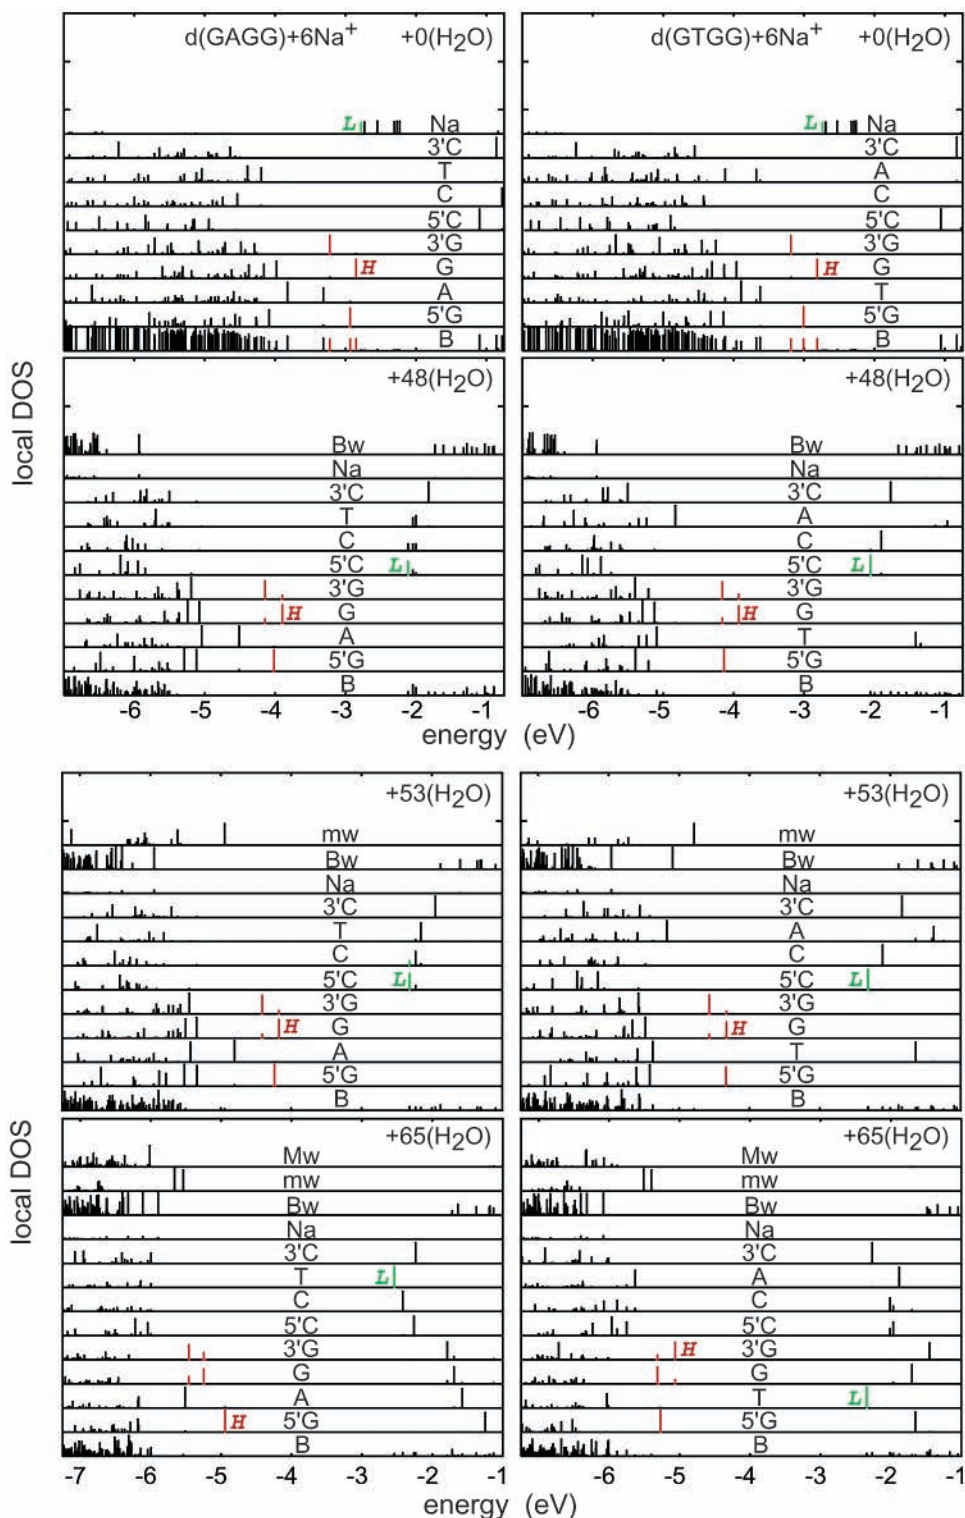 local DOS
d(GAGG)+6Na⁺ +0(H₂O)
L
Na
3'C
T
C
5'C
3'G
G
H
A
5'G
B
d(GTGG)+6Na⁺ +0(H₂O)
L
Na
3'C
A
C
5'C
3'G
G
H
T
5'G
B
+48(H₂O)
Bw
Na
3'C
T
C
5'C
L
3'G
G
H
A
5'G
B
-6 -5 -4 -3 -2 -1
+48(H₂O)
Bw
Na
3'C
A
C
5'C
L
3'G
G
H
T
5'G
B
-6 -5 -4 -3 -2 -1
energy (eV)
local DOS
+53(H₂O)
mw
Bw
Na
3'C
T
C
5'C
L
3'G
G
H
A
5'G
B
+53(H₂O)
mw
Bw
Na
3'C
A
C
5'C
L
3'G
G
H
T
5'G
B
+65(H₂O)
Mw
mw
Bw
Na
3'C
T
L
C
5'C
3'G
G
A
5'G
H
B
-7 -6 -5 -4 -3 -2 -1
+65(H₂O)
Mw
mw
Bw
Na
3'C
A
C
5'C
3'G
H
G
T
L
5'G
B
-6 -5 -4 -3 -2 -1
energy (eV)